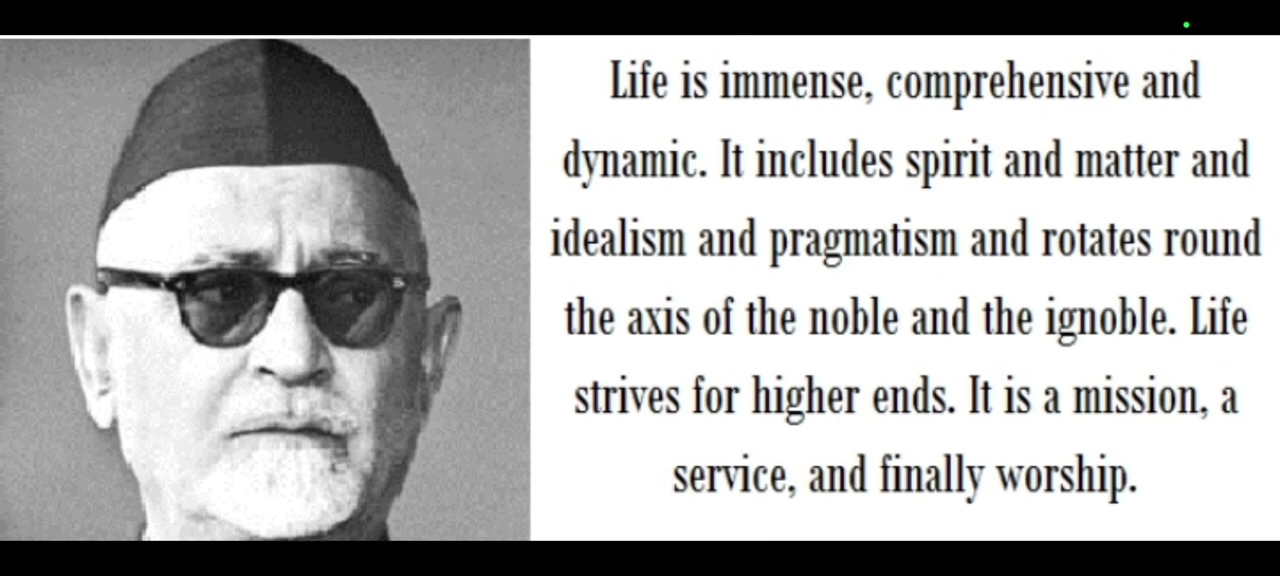 Life is immense, comprehensive and
dynamic. It includes spirit and matter and
idealism and pragmatism and rotates round
the axis of the noble and the ignoble. Life
strives for higher ends. It is a mission, a
service, and finally worship.